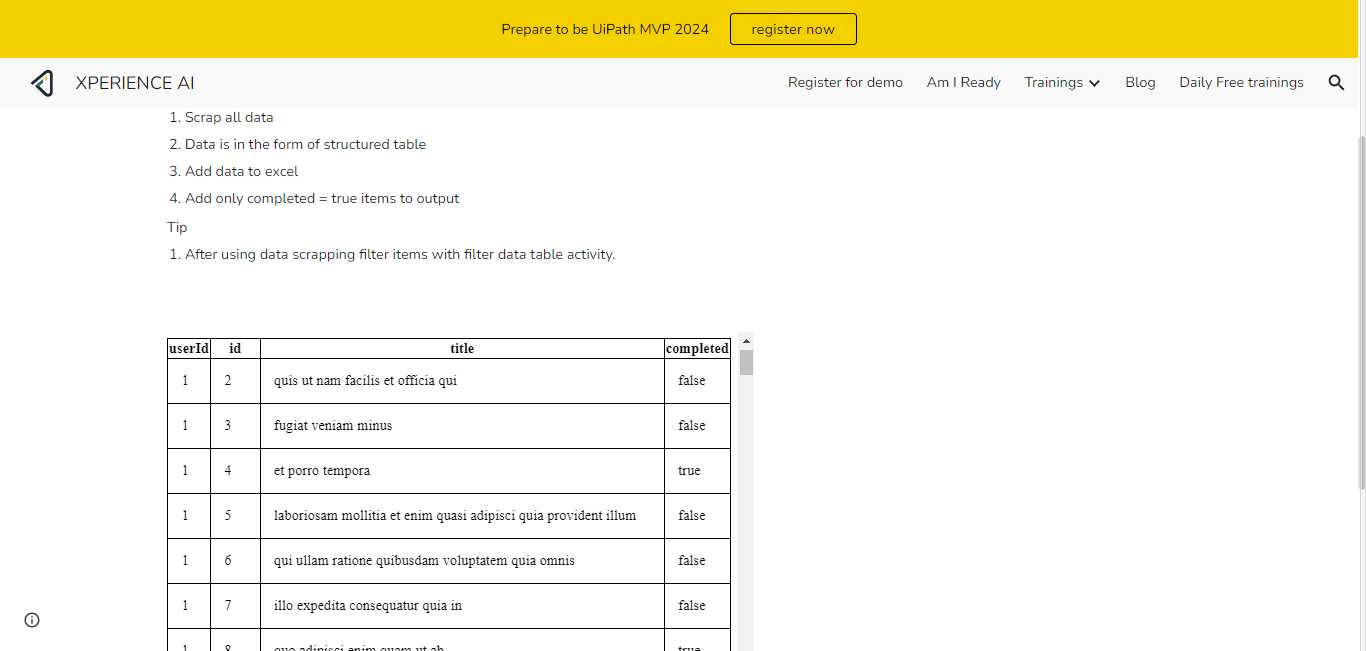 Prepare to be UiPath MVP 2024 register now
XPERIENCE AI Register for demo Am I Ready Trainings Blog Daily Free trainings
1. Scrap all data
2. Data is in the form of structured table
3. Add data to excel
4. Add only completed = true items to output
Tip
1. After using data scrapping filter items with filter data table activity.
userId id title completed
1 2 quis ut nam facilis et officia qui false
1 3 fugiat veniam minus false
1 4 et porro tempora true
1 5 laboriosam mollitia et enim quasi adipisci quia provident illum false
1 6 qui ullam ratione quibusdam voluptatem quia omnis false
1 7 illo expedita consequatur quia in false
1 8 quo adipisci enim quam ut ab true